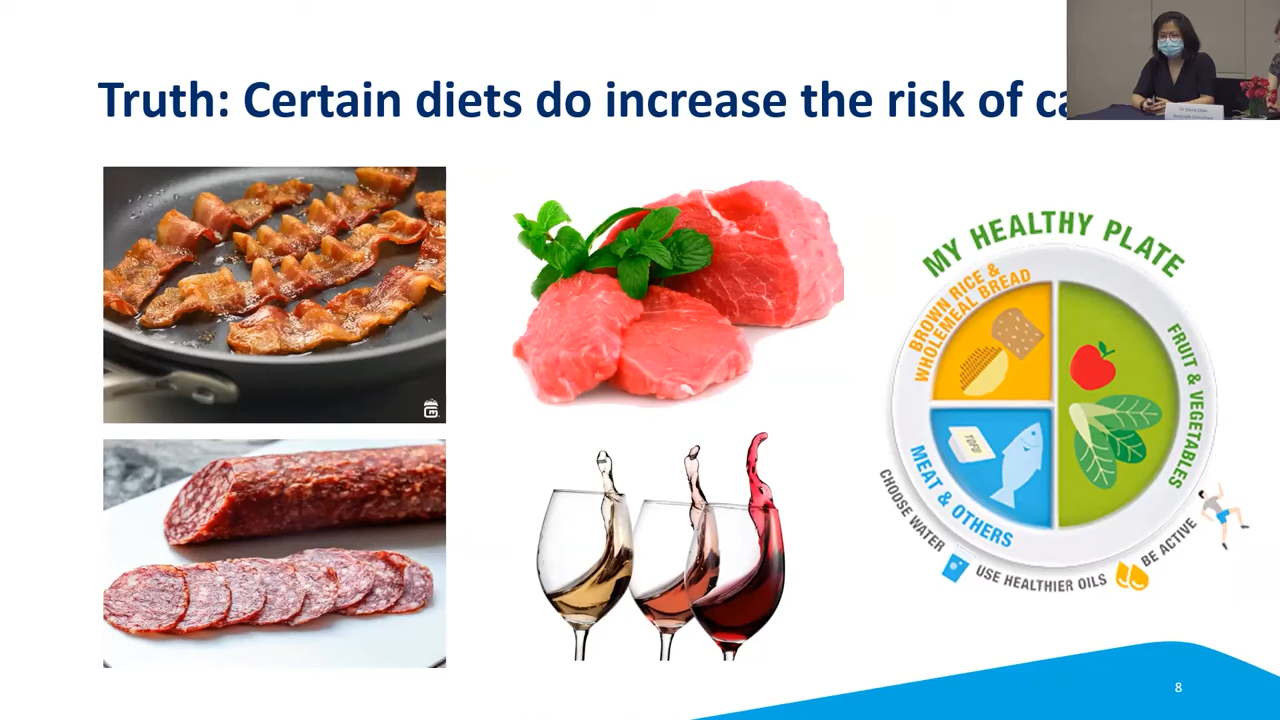 Truth: Certain diets do increase the risk of ca
MY HEALTHY PLATE
BROWN RICE &
WHOLEMEAL BREAD
FRUIT & VEGETABLES
TOFU
MEAT & OTHERS
CHOOSE WATER
USE HEALTHIER OILS
BE ACTIVE
8